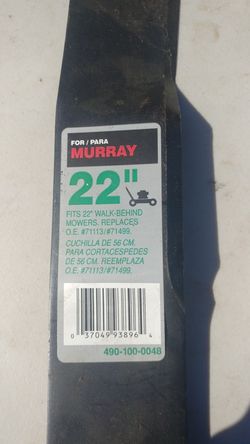 FOR / PARA
MURRAY
22"
FITS 22" WALK-BEHIND
MOWERS. REPLACES
O.E. #71113/#71499.
CUCHILLA DE 56 CM.
PARA CORTACESPEDES
DE 56 CM. REEMPLAZA
O.E. #71113/#71499.
0 37049 93896 4
490-100-0048